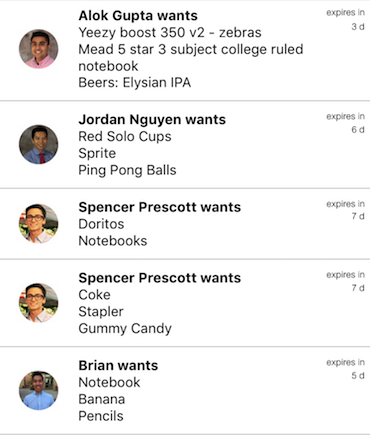 Alok Gupta wants
expires in
3 d
Yeezy boost 350 v2 - zebras
Mead 5 star 3 subject college ruled
notebook
Beers: Elysian IPA
Jordan Nguyen wants
expires in
6 d
Red Solo Cups
Sprite
Ping Pong Balls
Spencer Prescott wants
expires in
7 d
Doritos
Notebooks
Spencer Prescott wants
expires in
7 d
Coke
Stapler
Gummy Candy
Brian wants
expires in
5 d
Notebook
Banana
Pencils